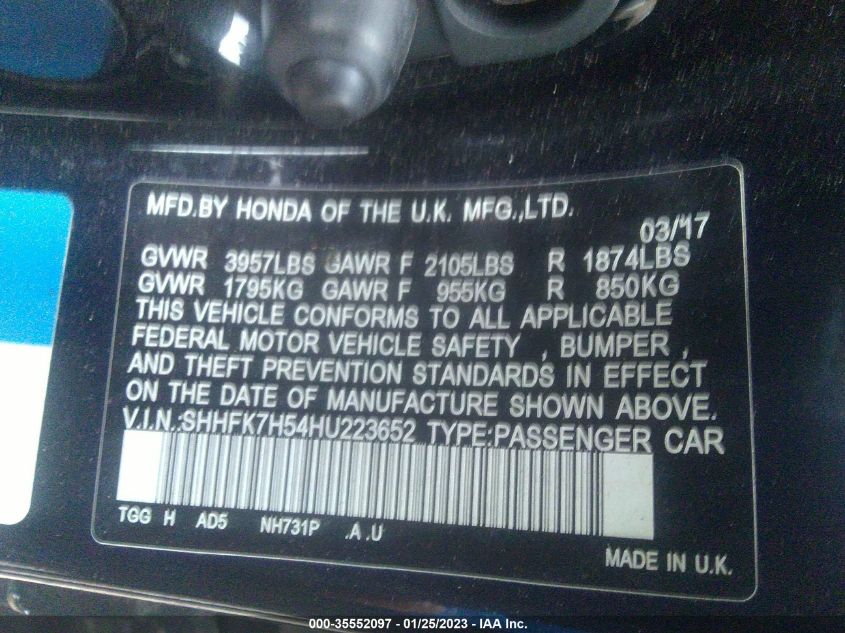 MFD.BY HONDA OF THE U.K. MFG.,LTD.
03/'17
GVWR 3957LBS GAWR F 2105LBS R 1874LBS
GVWR 1795KG GAWR F 955KG R 850KG
THIS VEHICLE CONFORMS TO ALL APPLICABLE
FEDERAL MOTOR VEHICLE SAFETY , BUMPER ,
AND THEFT PREVENTION STANDARDS IN EFFECT
ON THE DATE OF MANUFACTURE SHOWN ABOVE.
V.I.N.:SHHFK7H54HU223652 TYPE:PASSENGER CAR
TGG H AD5 NH731P .A .U
MADE IN U.K.
000-35552097 - 01/25/2023 - IAA Inc.